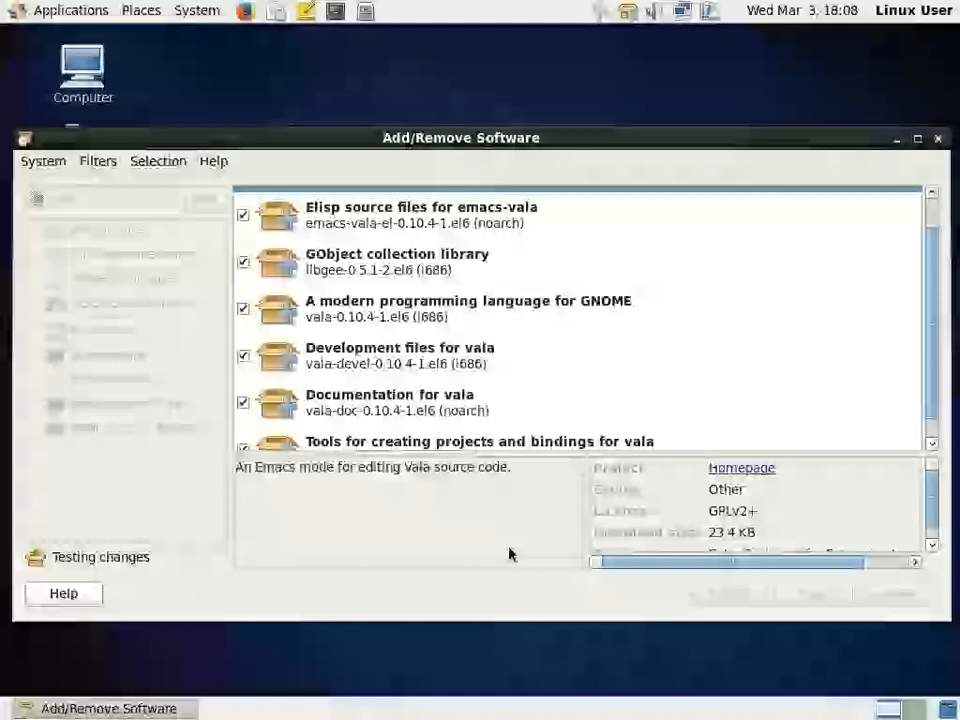 Applications Places System Wed Mar 3, 18:08 Linux User
Computer
Add/Remove Software
System Filters Selection Help
Elisp source files for emacs-vala
emacs-vala-el-0.10.4-1.el6 (noarch)
GObject collection library
libgee-0.5.1-2.el6 (i686)
A modern programming language for GNOME
vala-0.10.4-1.el6 (i686)
Development files for vala
vala-devel-0.10.4-1.el6 (i686)
Documentation for vala
vala-doc-0.10.4-1.el6 (noarch)
Tools for creating projects and bindings for vala
An Emacs mode for editing Vala source code.
Project Homepage
Other
GPLv2+
23.4 KB
Testing changes
Help
Add/Remove Software